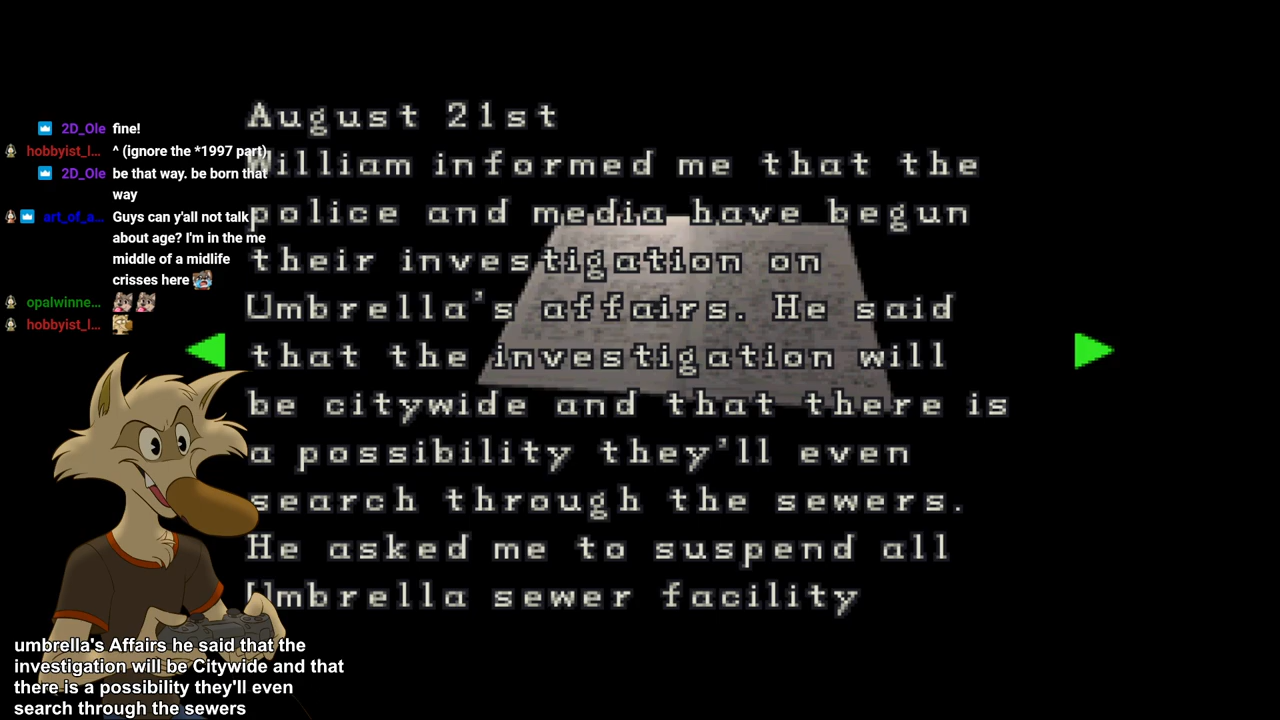 2D_Ole fine!
hobbyist_l... ^ (ignore the *1997 part)
2D_Ole be that way. be born that
way
art_of_a... Guys can y'all not talk
about age? I'm in the me
middle of a midlife
crisses here
opalwinne...
hobbyist_l...
August 21st
William informed me that the
police and media have begun
their investigation on
Umbrella's affairs. He said
that the investigation will
be citywide and that there is
a possibility they'll even
search through the sewers.
He asked me to suspend all
Umbrella sewer facility
umbrella's Affairs he said that the
investigation will be Citywide and that
there is a possibility they'll even
search through the sewers